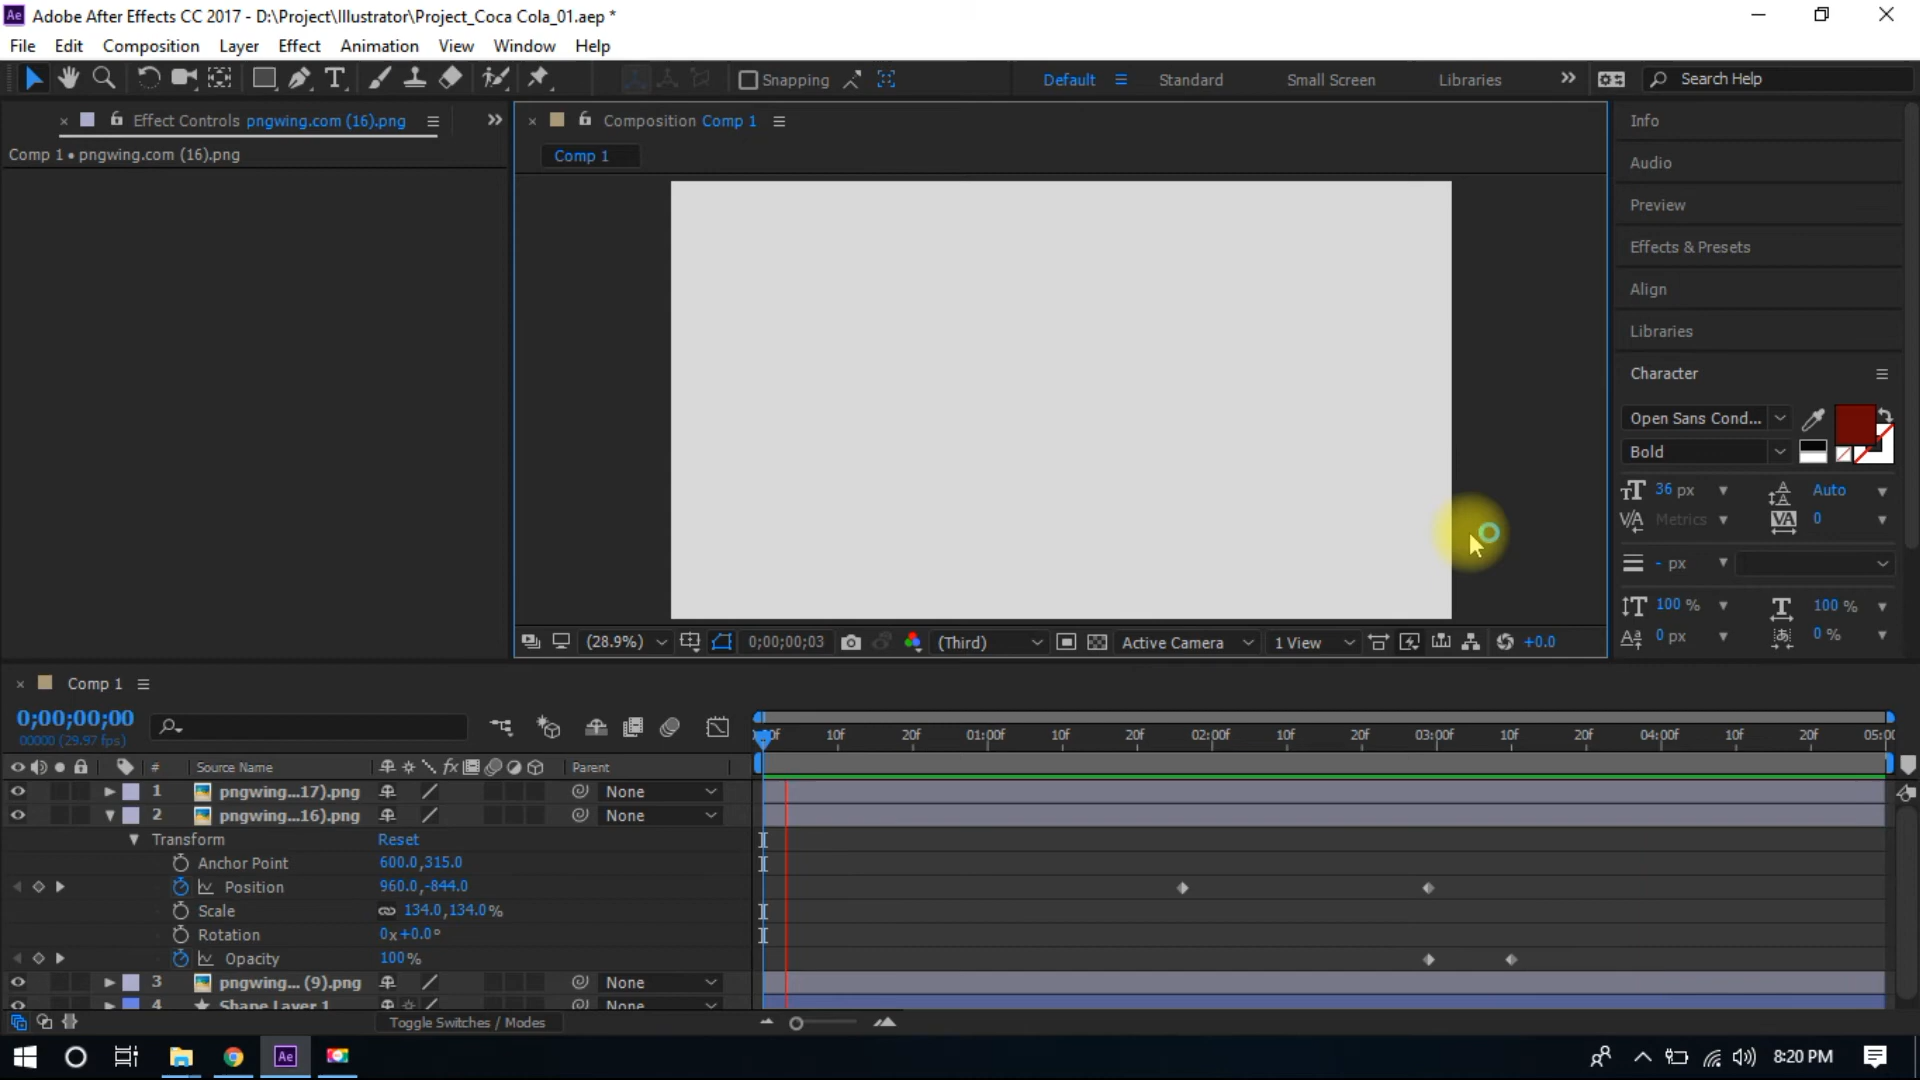 Ae Adobe After Effects CC 2017 - D:\Project\Illustrator\Project_Coca Cola_01.aep *
File Edit Composition Layer Effect Animation View Window Help
Snapping Default Standard Small Screen Libraries Search Help
Effect Controls pngwing.com (16).png
Comp 1 • pngwing.com (16).png
Composition Comp 1
Comp 1
Info
Audio
Preview
Effects & Presets
Align
Libraries
Character
Open Sans Cond...
Bold
36 px Auto
Metrics 0
- px
100 % 100 %
0 px 0 %
(28.9%) 0;00;00;03 (Third) Active Camera 1 View +0.0
Comp 1
0;00;00;00
00000 (29.97 fps)
10f 20f 01:00f 10f 20f 02:00f 10f 20f 03:00f 10f 20f 04:00f 10f 20f
# Source Name fx Parent
1 pngwing...17).png None
2 pngwing...16).png None
Transform Reset
Anchor Point 600.0,315.0
Position 960.0,-844.0
Scale 134.0,134.0%
Rotation 0x+0.0°
Opacity 100%
3 pngwing... (9).png None
4 Shape Layer 1 None
Toggle Switches / Modes
Ae 8:20 PM